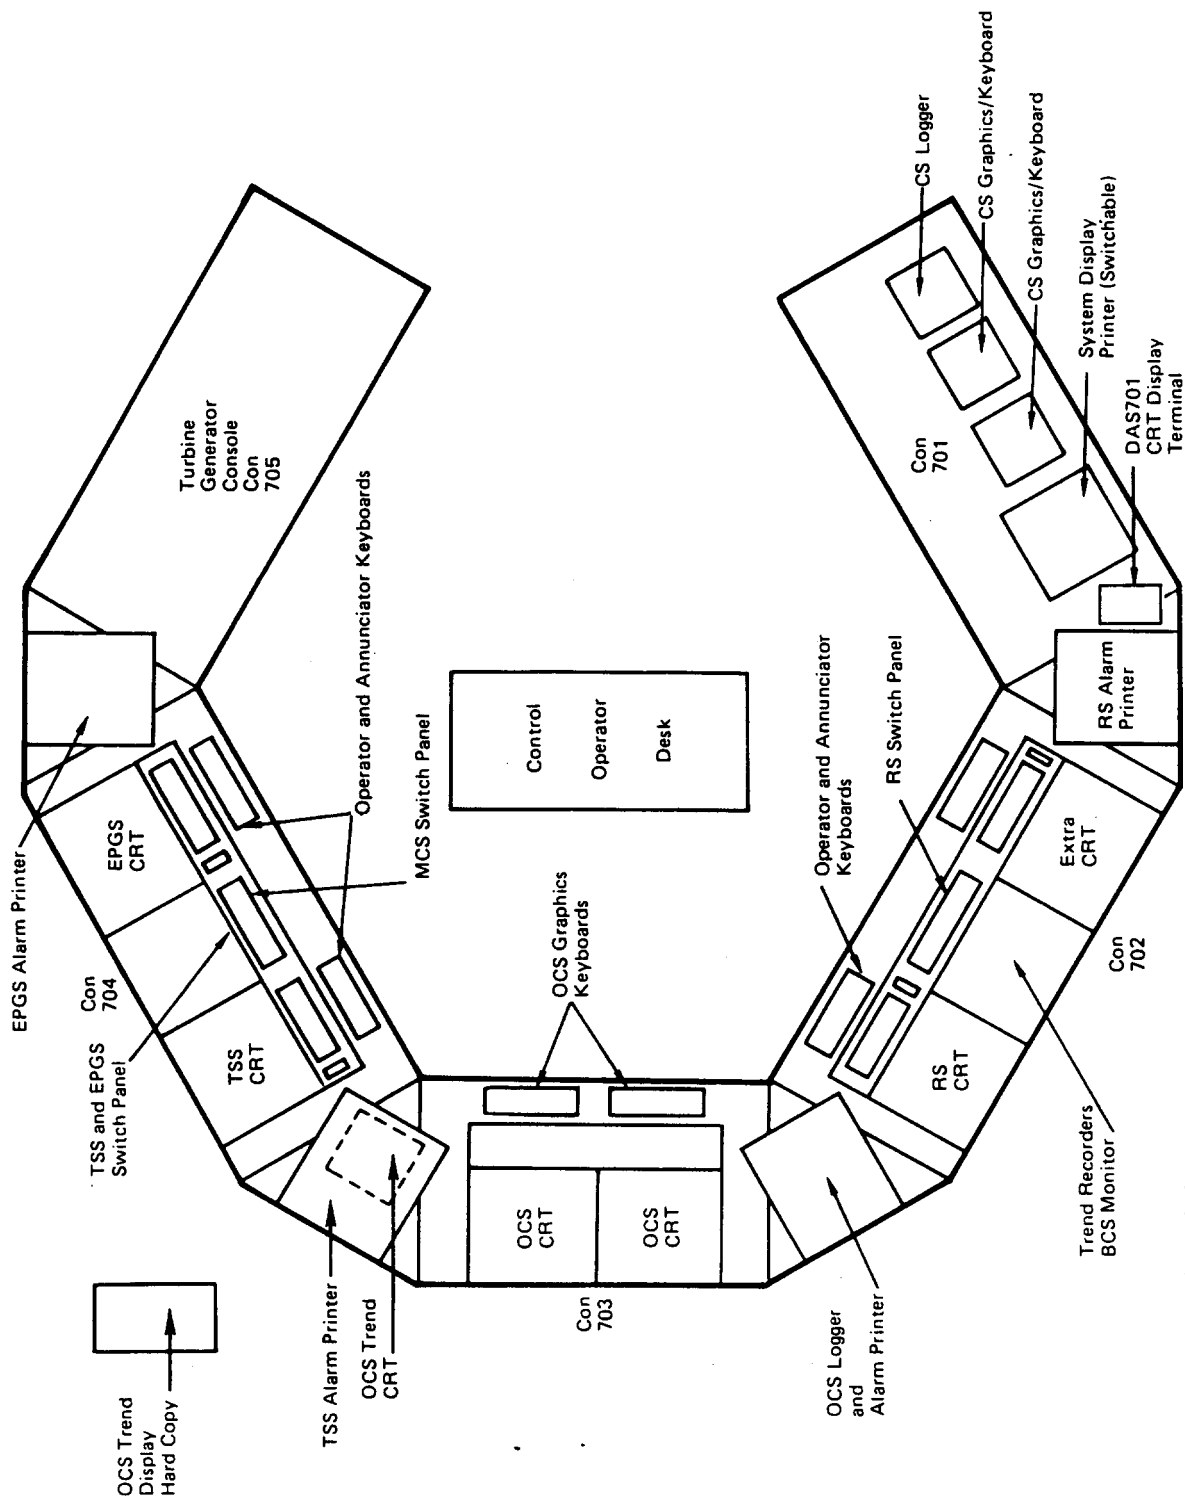 OCS Trend
Display
Hard Copy
TSS Alarm Printer
OCS Trend
CRT
Con
703
OCS Logger
and
Alarm Printer
TSS and EPGS
Switch Panel
Con
704
EPGS Alarm Printer
TSS
CRT
EPGS
CRT
OCS
CRT
OCS
CRT
RS
CRT
Trend Recorders
BCS Monitor
Extra
CRT
Con
702
OCS Graphics
Keyboards
MCS Switch Panel
Operator and Annunciator Keyboards
Operator and Annunciator
Keyboards
RS Switch Panel
Control
Operator
Desk
RS Alarm
Printer
Turbine
Generator
Console
Con
705
Con
701
DAS701
CRT Display
Terminal
System Display
Printer (Switchable)
CS Graphics/Keyboard
CS Graphics/Keyboard
CS Logger